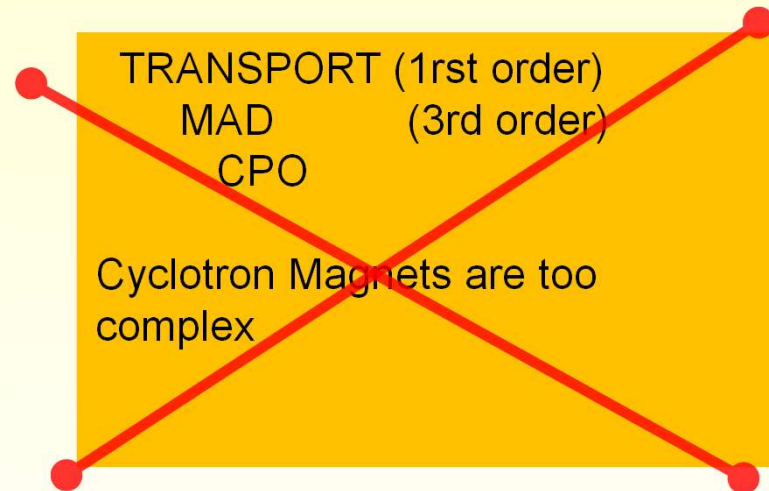 TRANSPORT (1rst order)
MAD (3rd order)
CPO
Cyclotron Magnets are too
complex